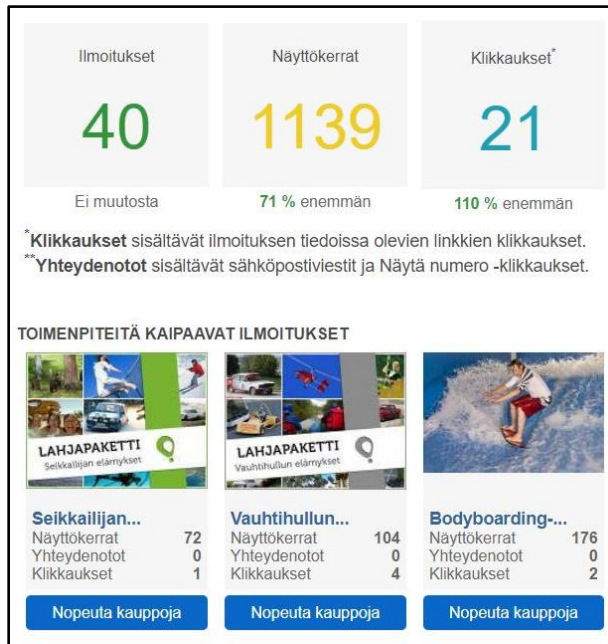 Ilmoitukset
40
Ei muutosta
Näyttökerrat
1139
71 % enemmän
Klikkaukset*
21
110 % enemmän
*Klikkaukset sisältävät ilmoituksen tiedoissa olevien linkkien klikkaukset.
**Yhteydenotot sisältävät sähköpostiviestit ja Näytä numero -klikkaukset.
TOIMENPITEITÄ KAIPAAVAT ILMOITUKSET
LAHJAPAKETTI
Seikkailijan elämykset
Seikkailijan...
Näyttökerrat 72
Yhteydenotot 0
Klikkaukset 1
Nopeuta kauppoja
LAHJAPAKETTI
Vauhtihullun elämykset
Vauhtihullun...
Näyttökerrat 104
Yhteydenotot 0
Klikkaukset 4
Nopeuta kauppoja
Bodyboarding-...
Näyttökerrat 176
Yhteydenotot 0
Klikkaukset 2
Nopeuta kauppoja